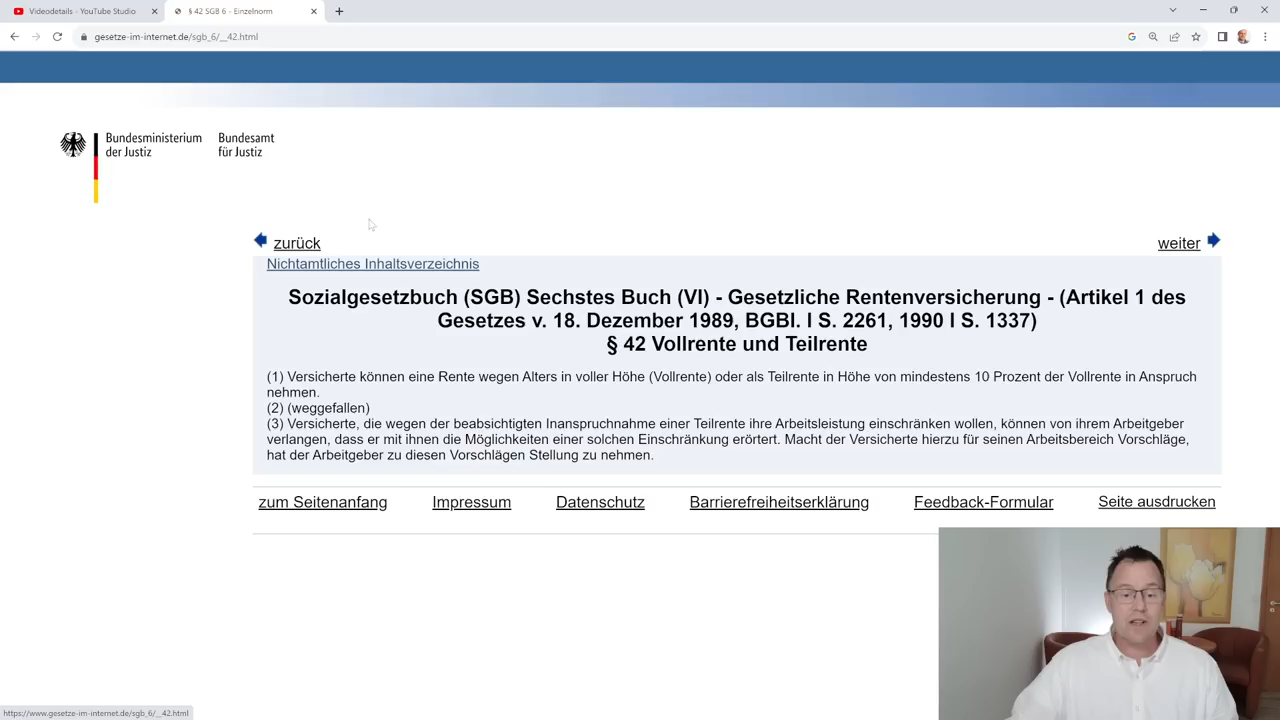 Videodetails - YouTube Studio
§ 42 SGB 6 - Einzelnorm
gesetze-im-internet.de/sgb_6/__42.html
Bundesministerium der Justiz
Bundesamt für Justiz
zurück
weiter
Nichtamtliches Inhaltsverzeichnis
Sozialgesetzbuch (SGB) Sechstes Buch (VI) - Gesetzliche Rentenversicherung - (Artikel 1 des
Gesetzes v. 18. Dezember 1989, BGBl. I S. 2261, 1990 I S. 1337)
§ 42 Vollrente und Teilrente
(1) Versicherte können eine Rente wegen Alters in voller Höhe (Vollrente) oder als Teilrente in Höhe von mindestens 10 Prozent der Vollrente in Anspruch
nehmen.
(2) (weggefallen)
(3) Versicherte, die wegen der beabsichtigten Inanspruchnahme einer Teilrente ihre Arbeitsleistung einschränken wollen, können von ihrem Arbeitgeber
verlangen, dass er mit ihnen die Möglichkeiten einer solchen Einschränkung erörtert. Macht der Versicherte hierzu für seinen Arbeitsbereich Vorschläge,
hat der Arbeitgeber zu diesen Vorschlägen Stellung zu nehmen.
zum Seitenanfang
Impressum
Datenschutz
Barrierefreiheitserklärung
Feedback-Formular
Seite ausdrucken
https://www.gesetze-im-internet.de/sgb_6/__42.html